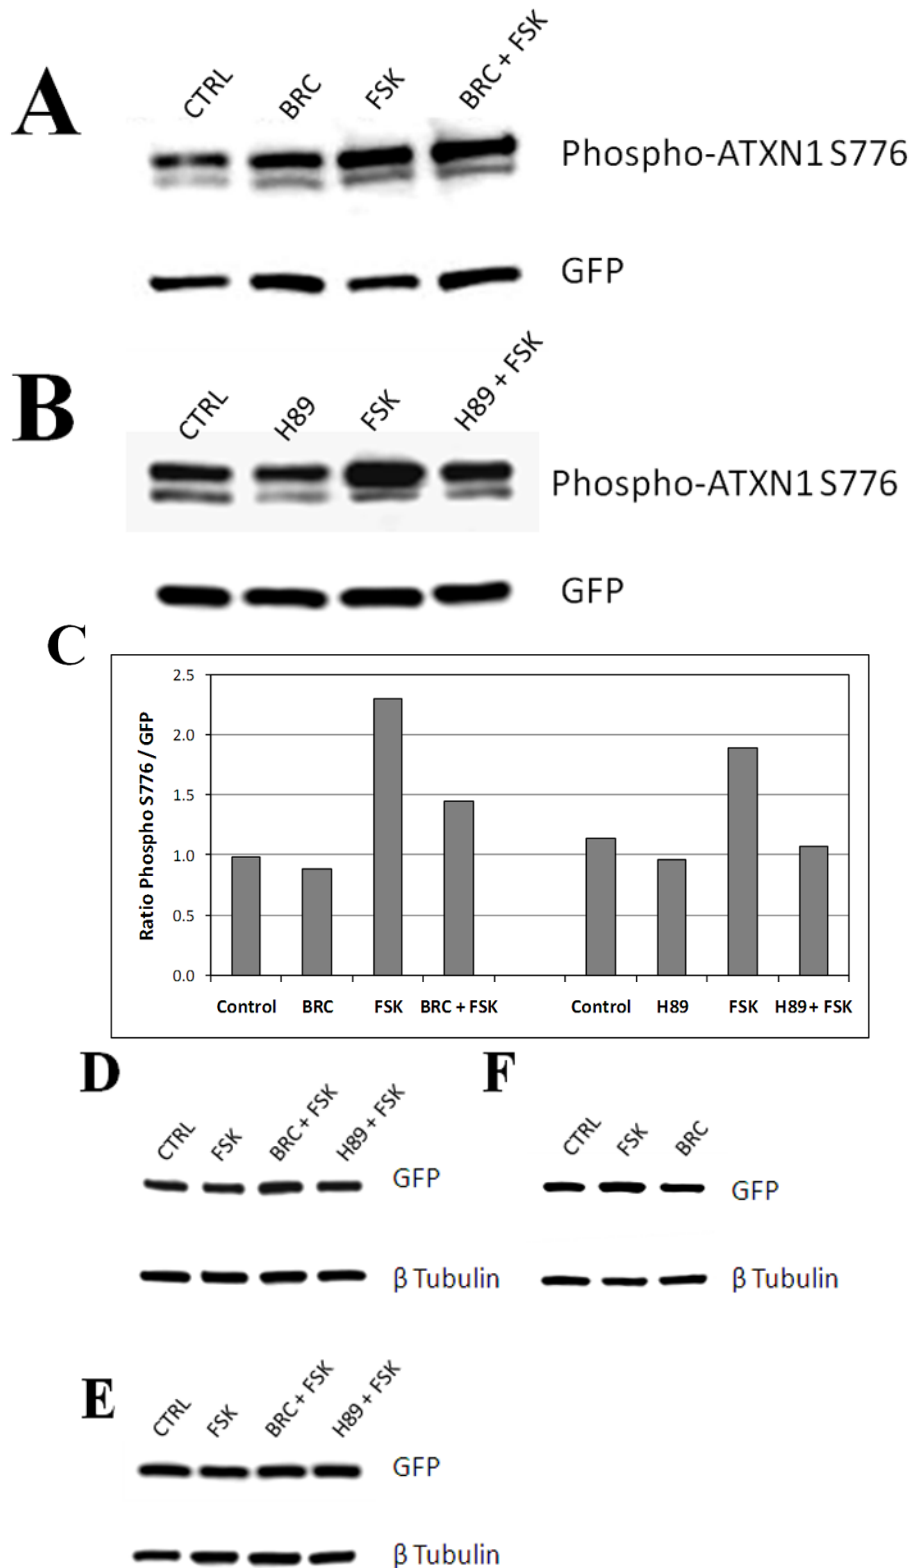 A
CTRL
BRC
FSK
BRC + FSK
Phospho-ATXN1 S776
GFP
B
CTRL
H89
FSK
H89 + FSK
Phospho-ATXN1 S776
GFP
C
Ratio Phospho S776 / GFP
2.5
2.0
1.5
1.0
0.5
0.0
Control BRC FSK BRC + FSK Control H89 FSK H89+ FSK
D
CTRL
FSK
BRC + FSK
H89 + FSK
GFP
β Tubulin
F
CTRL
FSK
BRC
GFP
β Tubulin
E
CTRL
FSK
BRC + FSK
H89 + FSK
GFP
β Tubulin